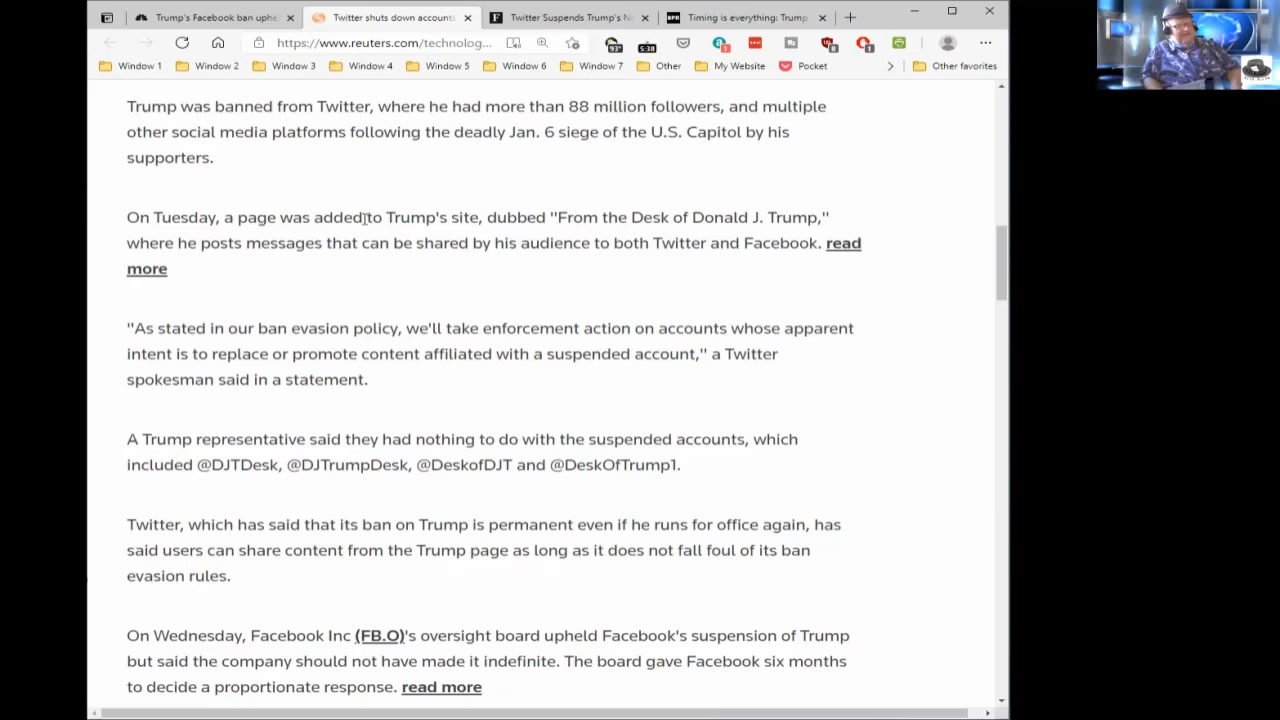 Trump's Facebook ban uphe
Twitter shuts down accounts
Twitter Suspends Trump's N
BPR
Timing is everything: Trump
https://www.reuters.com/technolog...
93°
5:38
1
8
1
Window 1
Window 2
Window 3
Window 4
Window 5
Window 6
Window 7
Other
My Website
Pocket
Other favorites
Trump was banned from Twitter, where he had more than 88 million followers, and multiple
other social media platforms following the deadly Jan. 6 siege of the U.S. Capitol by his
supporters.
On Tuesday, a page was added to Trump's site, dubbed "From the Desk of Donald J. Trump,"
where he posts messages that can be shared by his audience to both Twitter and Facebook. read
more
"As stated in our ban evasion policy, we'll take enforcement action on accounts whose apparent
intent is to replace or promote content affiliated with a suspended account," a Twitter
spokesman said in a statement.
A Trump representative said they had nothing to do with the suspended accounts, which
included @DJTDesk, @DJTrumpDesk, @DeskofDJT and @DeskOfTrump1.
Twitter, which has said that its ban on Trump is permanent even if he runs for office again, has
said users can share content from the Trump page as long as it does not fall foul of its ban
evasion rules.
On Wednesday, Facebook Inc (FB.O)'s oversight board upheld Facebook's suspension of Trump
but said the company should not have made it indefinite. The board gave Facebook six months
to decide a proportionate response. read more